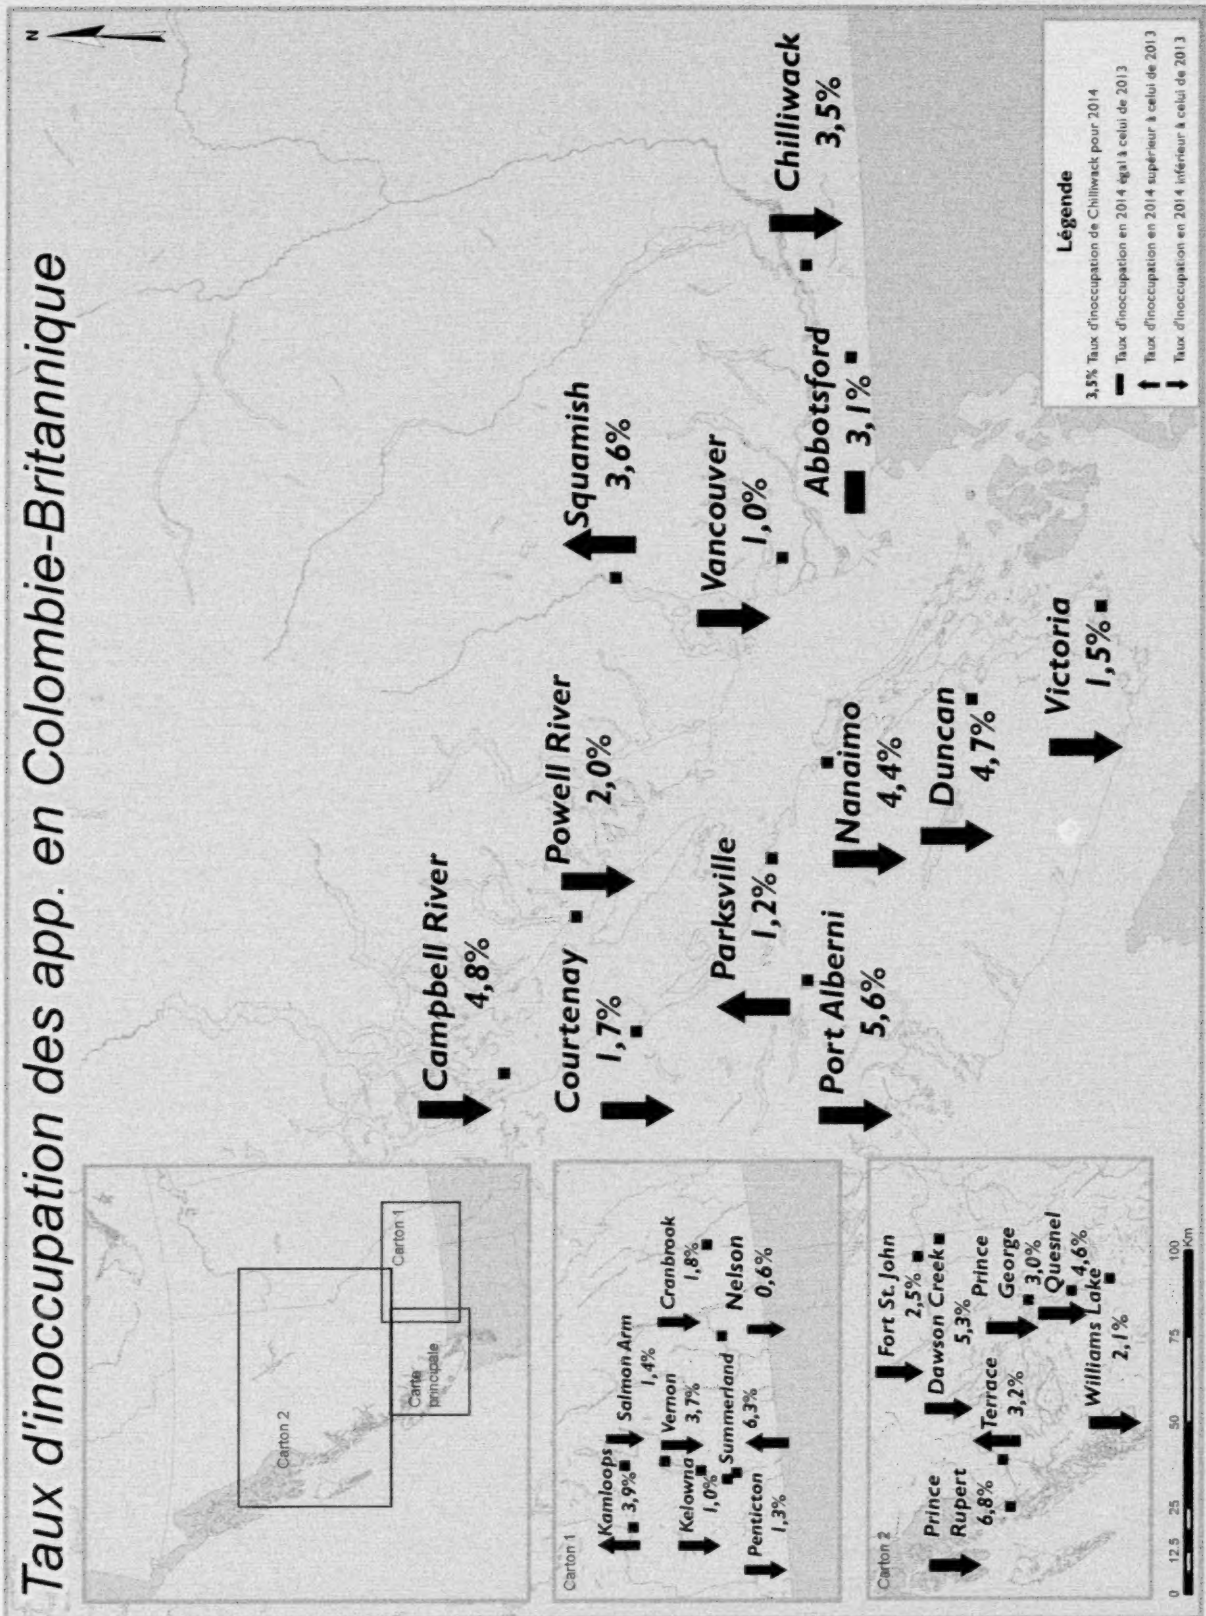 Taux d'inoccupation des app. en Colombie-Britannique
N
Carton 2
Carton 1
Carte
principale
Campbell River
4,8%
Courtenay
1,7%
Powell River
2,0%
Squamish
3,6%
Parksville
1,2%
Vancouver
1,0%
Port Alberni
5,6%
Nanaimo
4,4%
Abbotsford
3,1%
Chilliwack
3,5%
Duncan
4,7%
Victoria
1,5%
Carton 1
Kamloops
3,9%
Salmon Arm
1,4%
Cranbrook
1,8%
Kelowna
1,0%
Vernon
3,7%
Summerland
6,3%
Nelson
0,6%
Penticton
1,3%
Carton 2
Fort St. John
2,5%
Dawson Creek
5,3%
Prince
Rupert
6,8%
Terrace
3,2%
Prince
George
3,0%
Quesnel
4,6%
Williams Lake
2,1%
0 12.5 25 50 75 100
Km
Légende
3,5% Taux d'inoccupation de Chilliwack pour 2014
Taux d'inoccupation en 2014 égal à celui de 2013
Taux d'inoccupation en 2014 supérieur à celui de 2013
Taux d'inoccupation en 2014 inférieur à celui de 2013